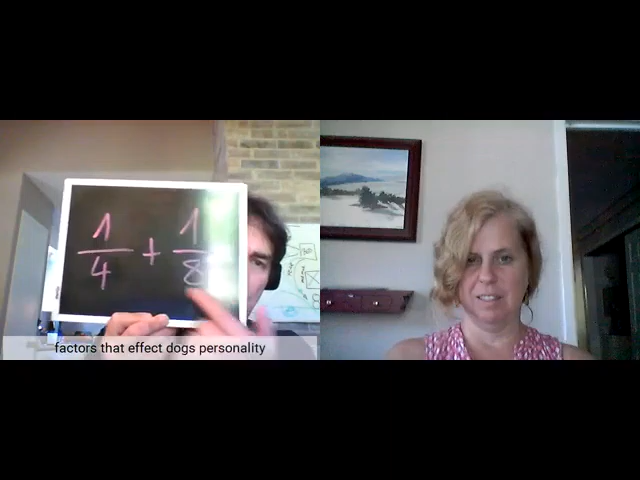 1/4 + 1/8
factors that effect dogs personality